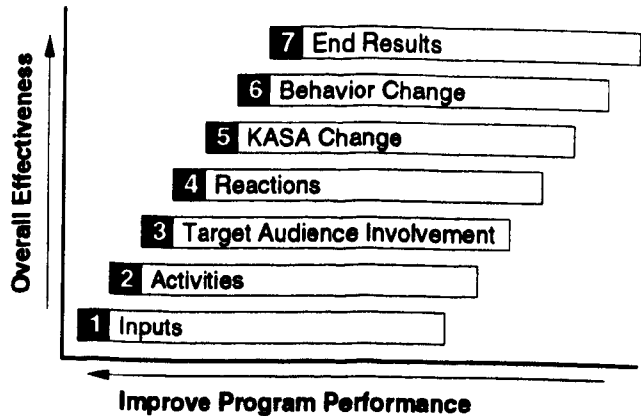 7 End Results
6 Behavior Change
5 KASA Change
4 Reactions
3 Target Audience Involvement
2 Activities
1 Inputs
Overall Effectiveness
Improve Program Performance